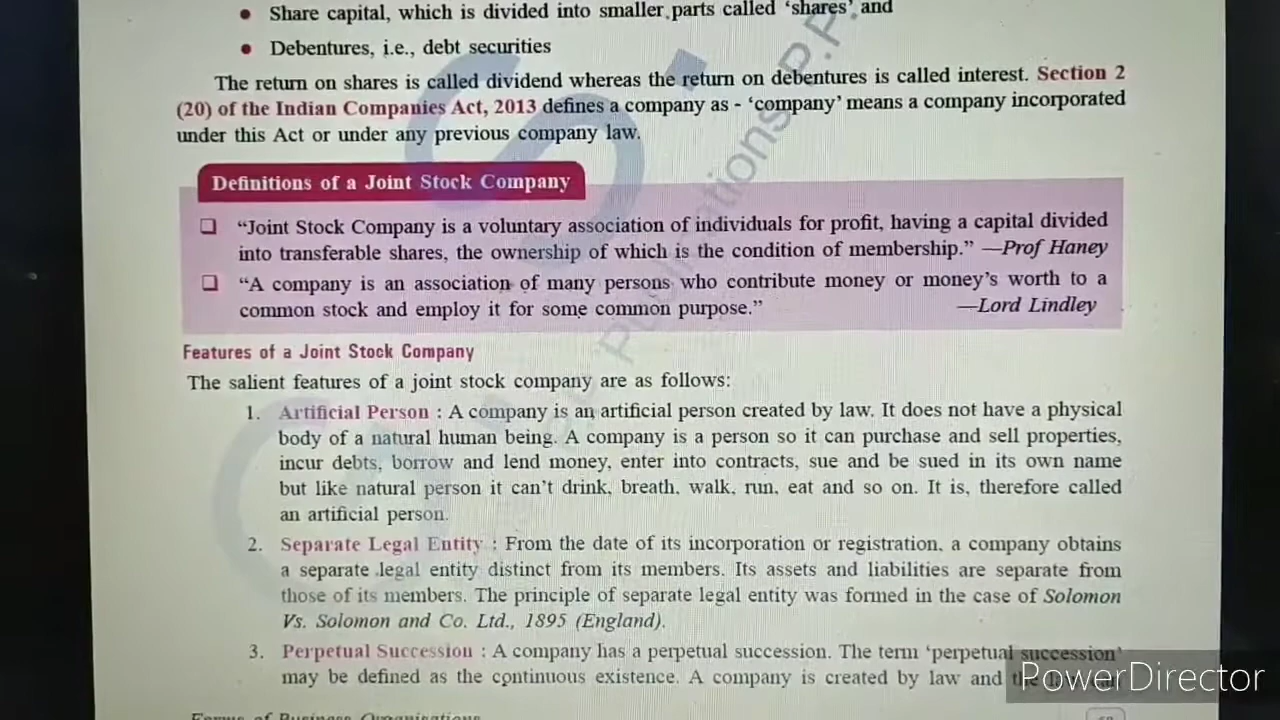 • Share capital, which is divided into smaller parts called ‘shares’ and
• Debentures, i.e., debt securities
The return on shares is called dividend whereas the return on debentures is called interest. Section 2
(20) of the Indian Companies Act, 2013 defines a company as - ‘company’ means a company incorporated
under this Act or under any previous company law.
Definitions of a Joint Stock Company
❑ “Joint Stock Company is a voluntary association of individuals for profit, having a capital divided
into transferable shares, the ownership of which is the condition of membership.” —Prof Haney
❑ “A company is an association of many persons who contribute money or money’s worth to a
common stock and employ it for some common purpose.” —Lord Lindley
Features of a Joint Stock Company
The salient features of a joint stock company are as follows:
1. Artificial Person : A company is an artificial person created by law. It does not have a physical
body of a natural human being. A company is a person so it can purchase and sell properties,
incur debts, borrow and lend money, enter into contracts, sue and be sued in its own name
but like natural person it can’t drink, breath, walk, run, eat and so on. It is, therefore called
an artificial person.
2. Separate Legal Entity : From the date of its incorporation or registration, a company obtains
a separate legal entity distinct from its members. Its assets and liabilities are separate from
those of its members. The principle of separate legal entity was formed in the case of Solomon
Vs. Solomon and Co. Ltd., 1895 (England).
3. Perpetual Succession : A company has a perpetual succession. The term ‘perpetual succession’
may be defined as the continuous existence. A company is created by law and the
PowerDirector
Forms of Business Organisations